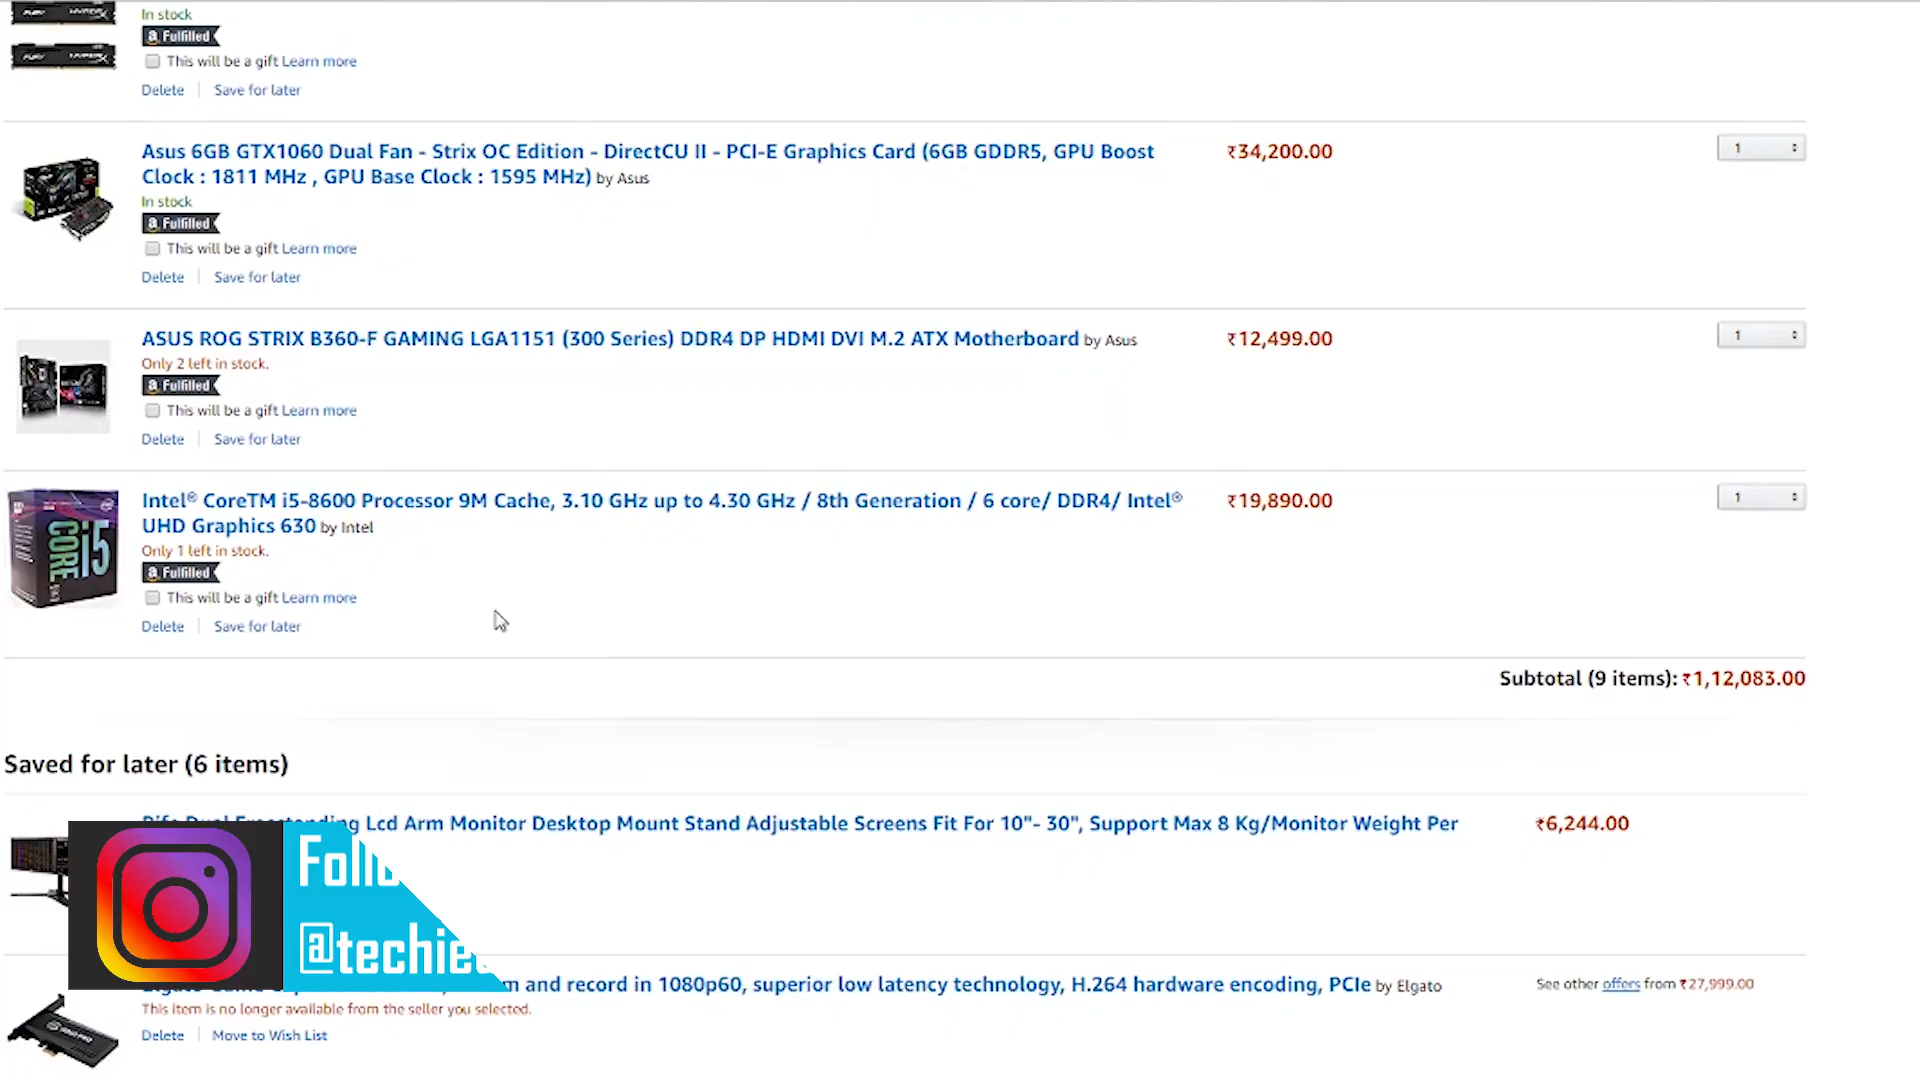 In stock
a Fulfilled
This will be a gift Learn more
Delete | Save for later
Asus 6GB GTX1060 Dual Fan - Strix OC Edition - DirectCU II - PCI-E Graphics Card (6GB GDDR5, GPU Boost ₹34,200.00 1
Clock : 1811 MHz , GPU Base Clock : 1595 MHz) by Asus
In stock
a Fulfilled
This will be a gift Learn more
Delete | Save for later
ASUS ROG STRIX B360-F GAMING LGA1151 (300 Series) DDR4 DP HDMI DVI M.2 ATX Motherboard by Asus ₹12,499.00 1
Only 2 left in stock.
a Fulfilled
This will be a gift Learn more
Delete | Save for later
Intel® CoreTM i5-8600 Processor 9M Cache, 3.10 GHz up to 4.30 GHz / 8th Generation / 6 core/ DDR4/ Intel® ₹19,890.00 1
UHD Graphics 630 by Intel
Only 1 left in stock.
a Fulfilled
This will be a gift Learn more
Delete | Save for later
CORE i5
Subtotal (9 items): ₹1,12,083.00
Saved for later (6 items)
Lcd Arm Monitor Desktop Mount Stand Adjustable Screens Fit For 10"- 30", Support Max 8 Kg/Monitor Weight Per ₹6,244.00
Follo
@techie
and record in 1080p60, superior low latency technology, H.264 hardware encoding, PCIe by Elgato See other offers from ₹27,999.00
This item is no longer available from the seller you selected.
Delete | Move to Wish List